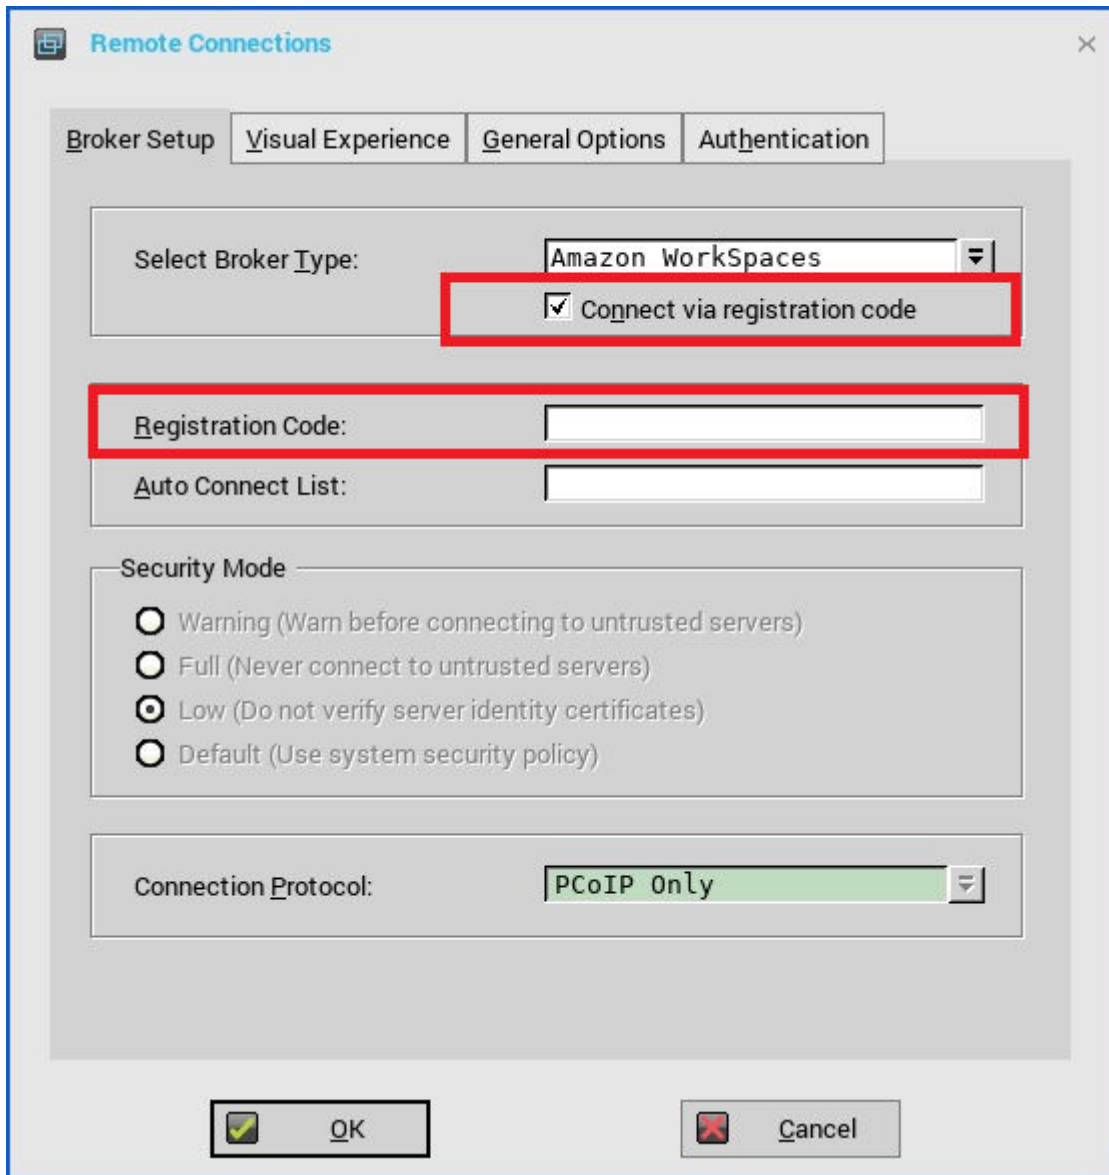 Remote Connections
Broker Setup
Visual Experience
General Options
Authentication
Select Broker Type:
Amazon WorkSpaces
Connect via registration code
Registration Code:
Auto Connect List:
Security Mode
Warning (Warn before connecting to untrusted servers)
Full (Never connect to untrusted servers)
Low (Do not verify server identity certificates)
Default (Use system security policy)
Connection Protocol:
PCoIP Only
OK
Cancel